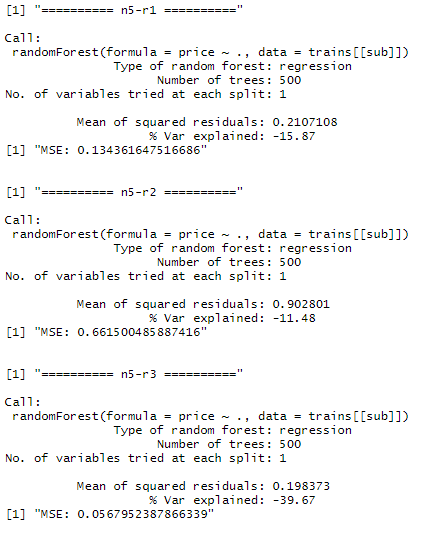 [1] "========== n5-r1 =========="
Call:
randomForest(formula = price ~ ., data = trains[[sub]])
Type of random forest: regression
Number of trees: 500
No. of variables tried at each split: 1
Mean of squared residuals: 0.2107108
% Var explained: -15.87
[1] "MSE: 0.134361647516686"
[1] "========== n5-r2 =========="
Call:
randomForest(formula = price ~ ., data = trains[[sub]])
Type of random forest: regression
Number of trees: 500
No. of variables tried at each split: 1
Mean of squared residuals: 0.902801
% Var explained: -11.48
[1] "MSE: 0.661500485887416"
[1] "========== n5-r3 =========="
Call:
randomForest(formula = price ~ ., data = trains[[sub]])
Type of random forest: regression
Number of trees: 500
No. of variables tried at each split: 1
Mean of squared residuals: 0.198373
% Var explained: -39.67
[1] "MSE: 0.0567952387866339"